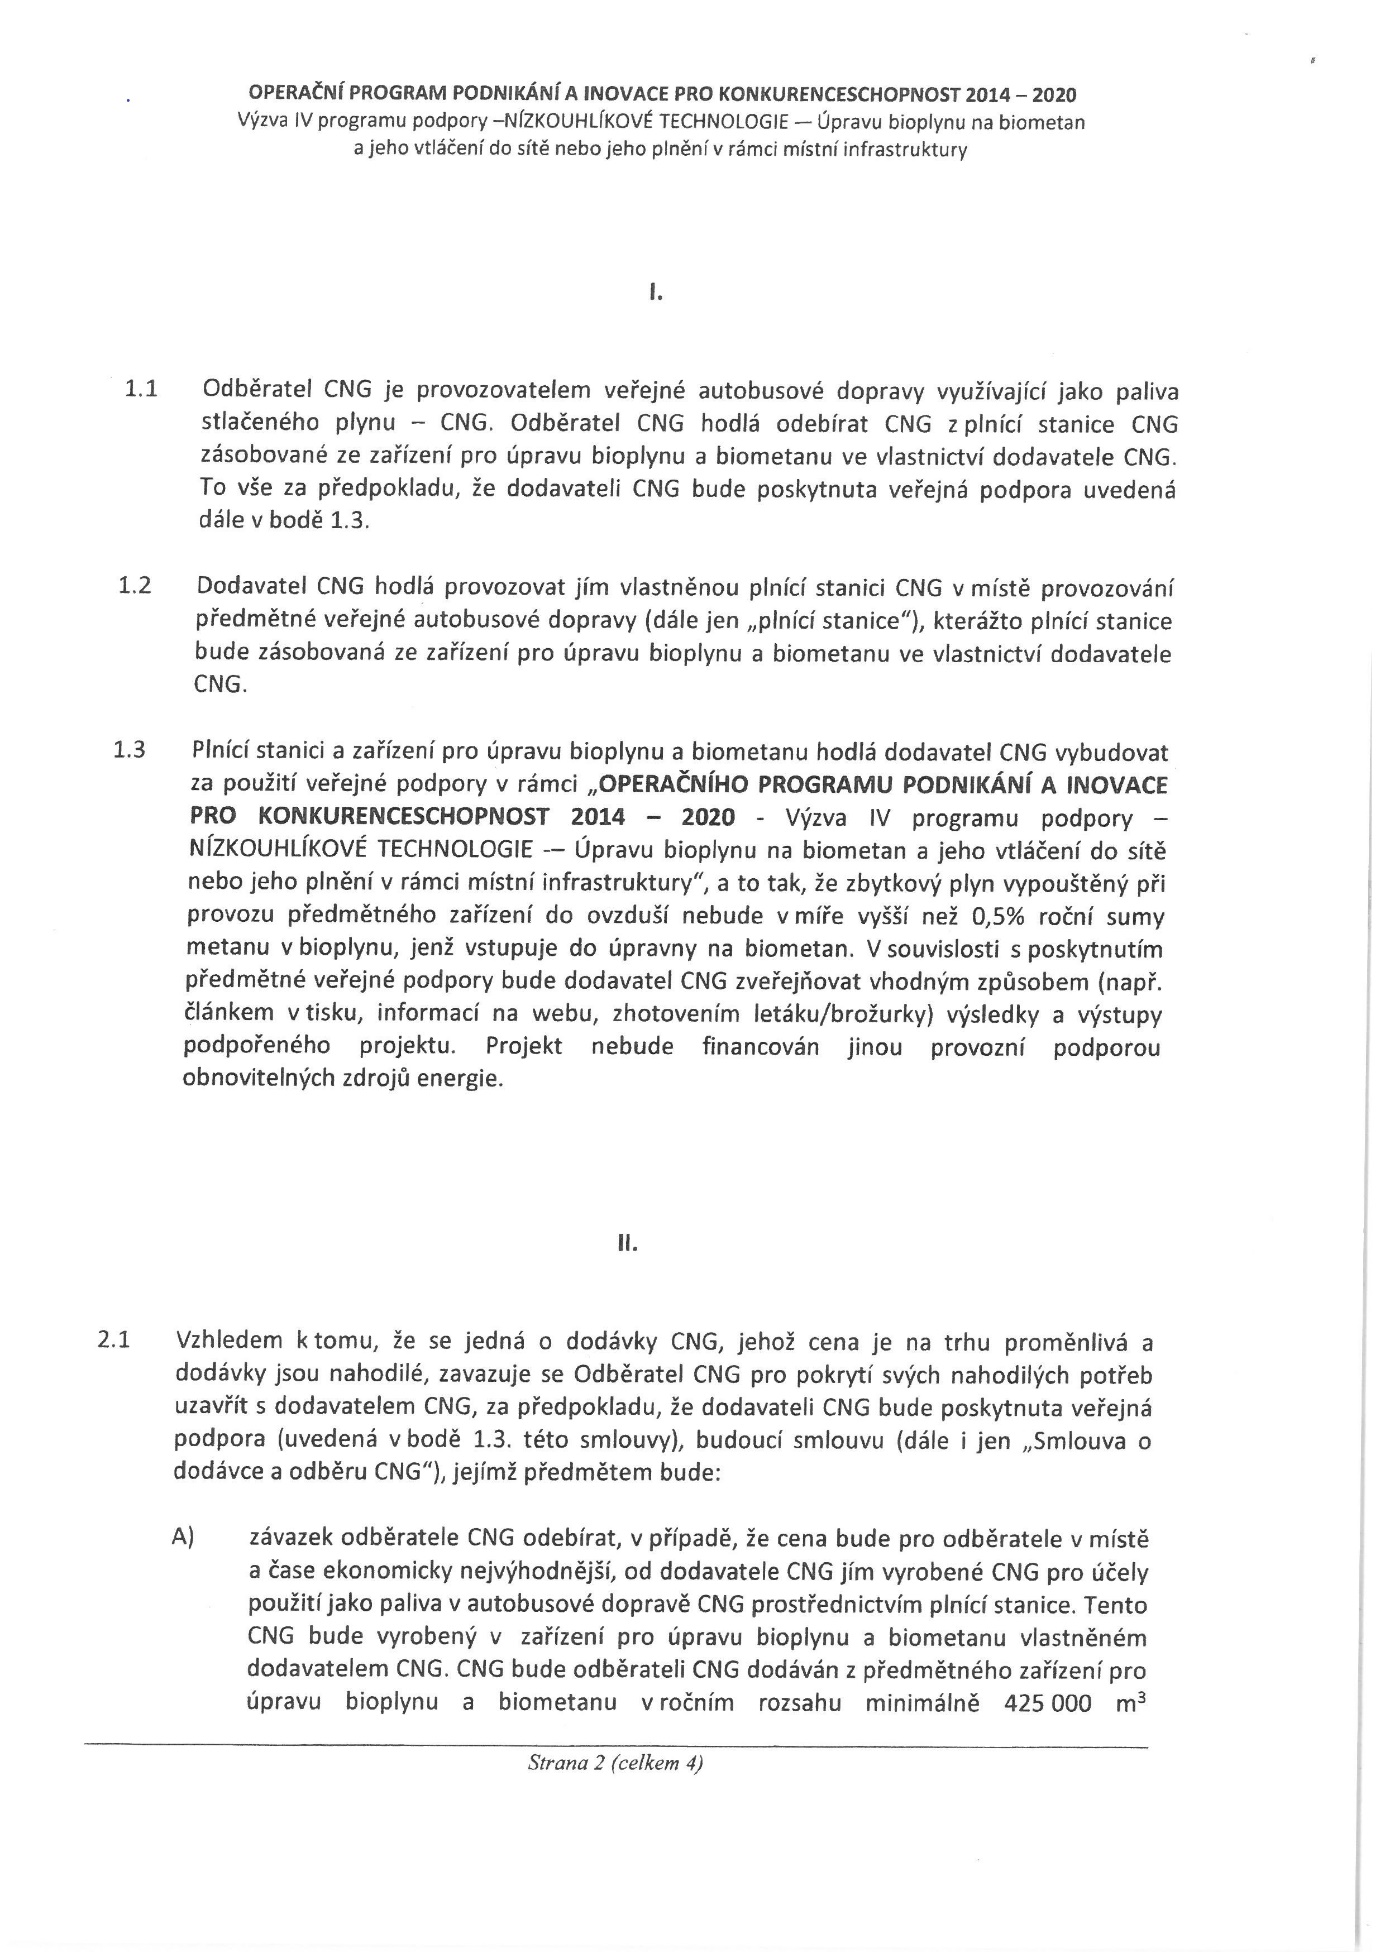 OPERAČNÍ PROGRAM PODNIKÁNÍ A INOVACE PRO KONKURENCESCHOPNOST 2014 – 2020
Výzva IV programu podpory –NÍZKOUHLÍKOVÉ TECHNOLOGIE — Úpravu bioplynu na biometan
a jeho vtláčení do sítě nebo jeho plnění v rámci místní infrastruktury
I.
1.1 Odběratel CNG je provozovatelem veřejné autobusové dopravy využívající jako paliva
stlačeného plynu – CNG. Odběratel CNG hodlá odebírat CNG z plnící stanice CNG
zásobované ze zařízení pro úpravu bioplynu a biometanu ve vlastnictví dodavatele CNG.
To vše za předpokladu, že dodavateli CNG bude poskytnuta veřejná podpora uvedená
dále v bodě 1.3.
1.2 Dodavatel CNG hodlá provozovat jím vlastněnou plnící stanici CNG v místě provozování
předmětné veřejné autobusové dopravy (dále jen „plnící stanice“), kterážto plnící stanice
bude zásobovaná ze zařízení pro úpravu bioplynu a biometanu ve vlastnictví dodavatele
CNG.
1.3 Plnící stanici a zařízení pro úpravu bioplynu a biometanu hodlá dodavatel CNG vybudovat
za použití veřejné podpory v rámci „OPERAČNÍHO PROGRAMU PODNIKÁNÍ A INOVACE
PRO KONKURENCESCHOPNOST 2014 – 2020 - Výzva IV programu podpory –
NÍZKOUHLÍKOVÉ TECHNOLOGIE -– Úpravu bioplynu na biometan a jeho vtláčení do sítě
nebo jeho plnění v rámci místní infrastruktury“, a to tak, že zbytkový plyn vypouštěný při
provozu předmětného zařízení do ovzduší nebude v míře vyšší než 0,5% roční sumy
metanu v bioplynu, jenž vstupuje do úpravny na biometan. V souvislosti s poskytnutím
předmětné veřejné podpory bude dodavatel CNG zveřejňovat vhodným způsobem (např.
článkem v tisku, informací na webu, zhotovením letáku/brožurky) výsledky a výstupy
podpořeného projektu. Projekt nebude financován jinou provozní podporou
obnovitelných zdrojů energie.
II.
2.1 Vzhledem k tomu, že se jedná o dodávky CNG, jehož cena je na trhu proměnlivá a
dodávky jsou nahodilé, zavazuje se Odběratel CNG pro pokrytí svých nahodilých potřeb
uzavřít s dodavatelem CNG, za předpokladu, že dodavateli CNG bude poskytnuta veřejná
podpora (uvedená v bodě 1.3. této smlouvy), budoucí smlouvu (dále i jen „Smlouva o
dodávce a odběru CNG“), jejímž předmětem bude:
A) závazek odběratele CNG odebírat, v případě, že cena bude pro odběratele v místě
a čase ekonomicky nejvýhodnější, od dodavatele CNG jím vyrobené CNG pro účely
použití jako paliva v autobusové dopravě CNG prostřednictvím plnící stanice. Tento
CNG bude vyrobený v zařízení pro úpravu bioplynu a biometanu vlastněném
dodavatelem CNG. CNG bude odběrateli CNG dodáván z předmětného zařízení pro
úpravu bioplynu a biometanu v ročním rozsahu minimálně 425 000 m³
Strana 2 (celkem 4)